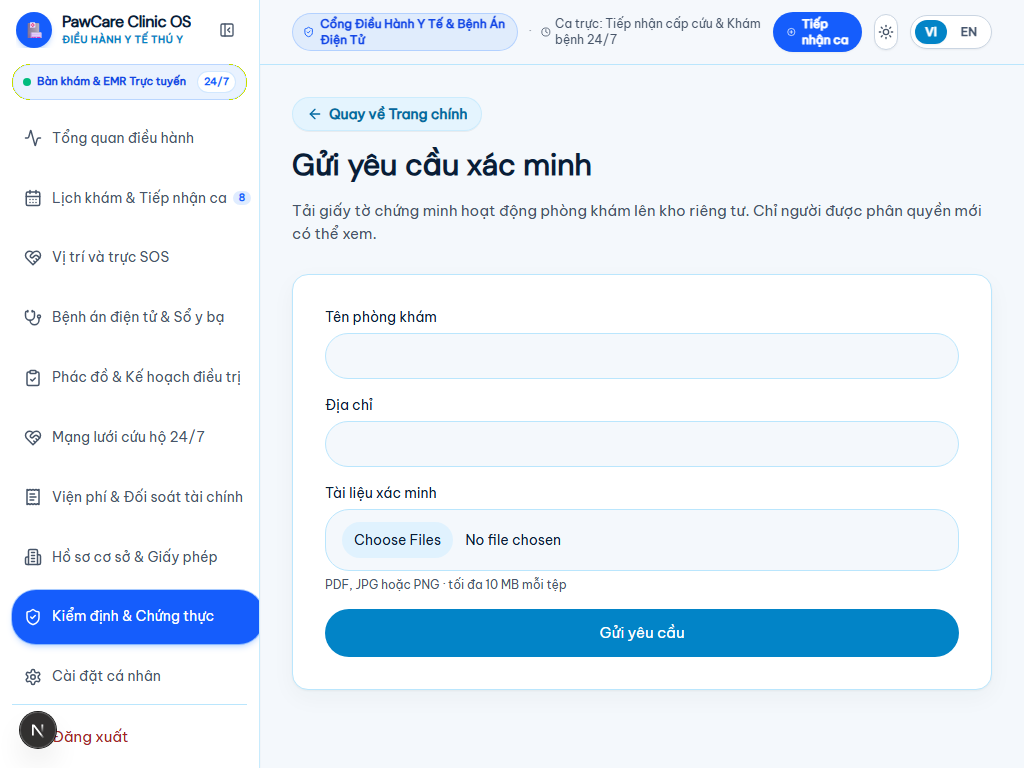 PawCare Clinic OS
ĐIỀU HÀNH Y TẾ THÚ Y
Bàn khám & EMR Trực tuyến 24/7
Tổng quan điều hành
Lịch khám & Tiếp nhận ca 8
Vị trí và trực SOS
Bệnh án điện tử & Sổ y bạ
Phác đồ & Kế hoạch điều trị
Mạng lưới cứu hộ 24/7
Viện phí & Đối soát tài chính
Hồ sơ cơ sở & Giấy phép
Kiểm định & Chứng thực
Cài đặt cá nhân
N
Đăng xuất
Cổng Điều Hành Y Tế & Bệnh Án
Điện Tử
·
Ca trực: Tiếp nhận cấp cứu & Khám
bệnh 24/7
Tiếp
nhận ca
VI EN
Quay về Trang chính
Gửi yêu cầu xác minh
Tải giấy tờ chứng minh hoạt động phòng khám lên kho riêng tư. Chỉ người được phân quyền mới
có thể xem.
Tên phòng khám
Địa chỉ
Tài liệu xác minh
Choose Files No file chosen
PDF, JPG hoặc PNG · tối đa 10 MB mỗi tệp
Gửi yêu cầu